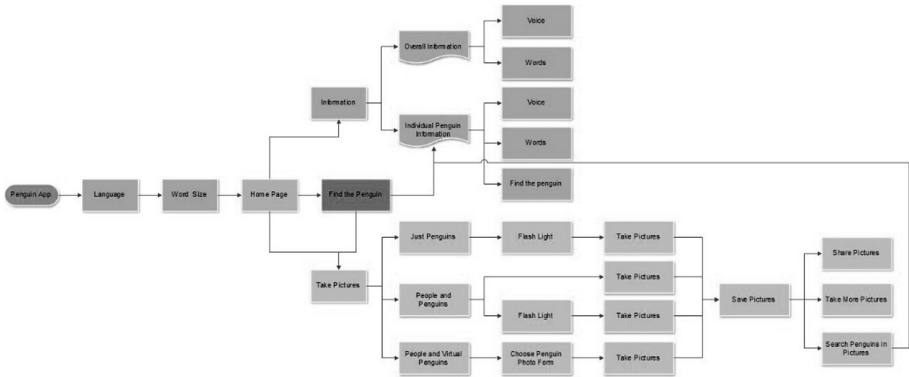 Voice
Overall Information
Words
Information
Voice
Individual Penguin
Information
Words
Find the penguin
Penguin App
Language
Word Size
Home Page
Find the Penguin
Just Penguins
Flash Light
Take Pictures
Share Pictures
Take Pictures
People and
Penguins
Take Pictures
Save Pictures
Take More Pictures
Flash Light
Take Pictures
People and Virtual
Penguins
Choose Penguin
Photo Form
Take Pictures
Search Penguins In
Pictures